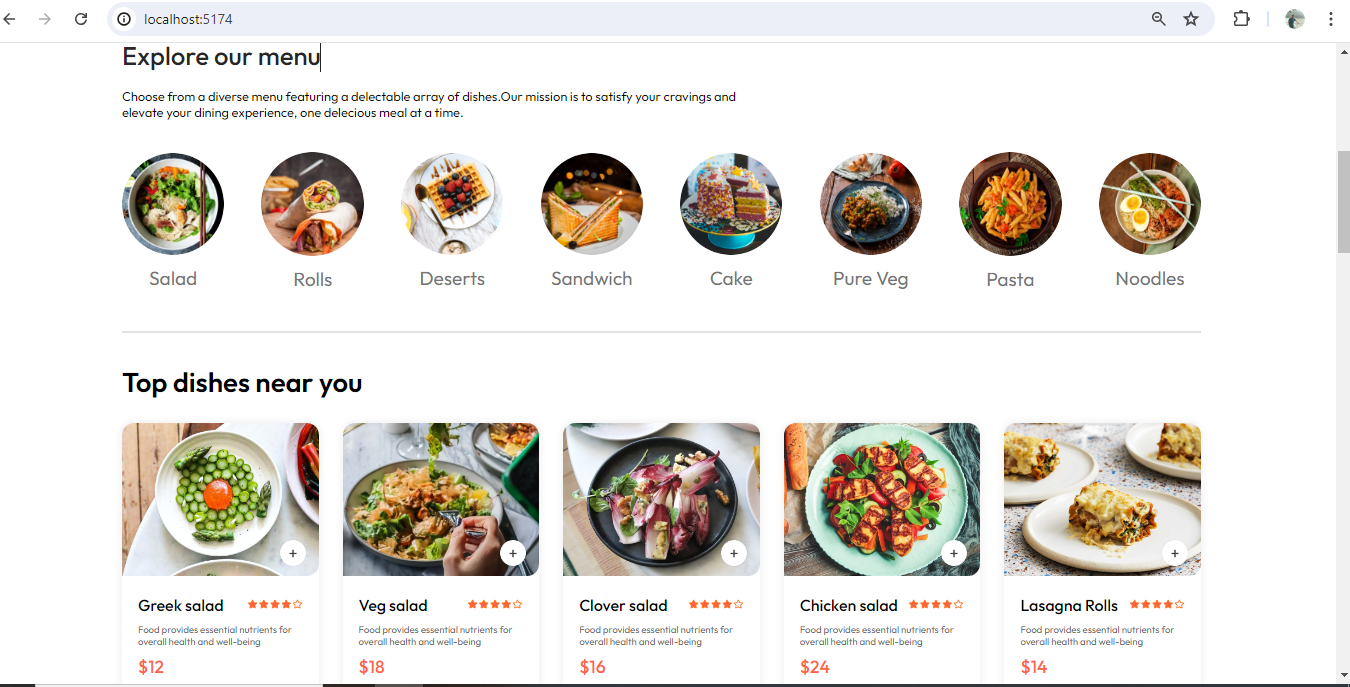 localhost:5174
Explore our menu
Choose from a diverse menu featuring a delectable array of dishes.Our mission is to satisfy your cravings and
elevate your dining experience, one delecious meal at a time.
Salad Rolls Deserts Sandwich Cake Pure Veg Pasta Noodles
Top dishes near you
+ + + + +
Greek salad Veg salad Clover salad Chicken salad Lasagna Rolls
Food provides essential nutrients for Food provides essential nutrients for Food provides essential nutrients for Food provides essential nutrients for Food provides essential nutrients for
overall health and well-being overall health and well-being overall health and well-being overall health and well-being overall health and well-being
$12 $18 $16 $24 $14